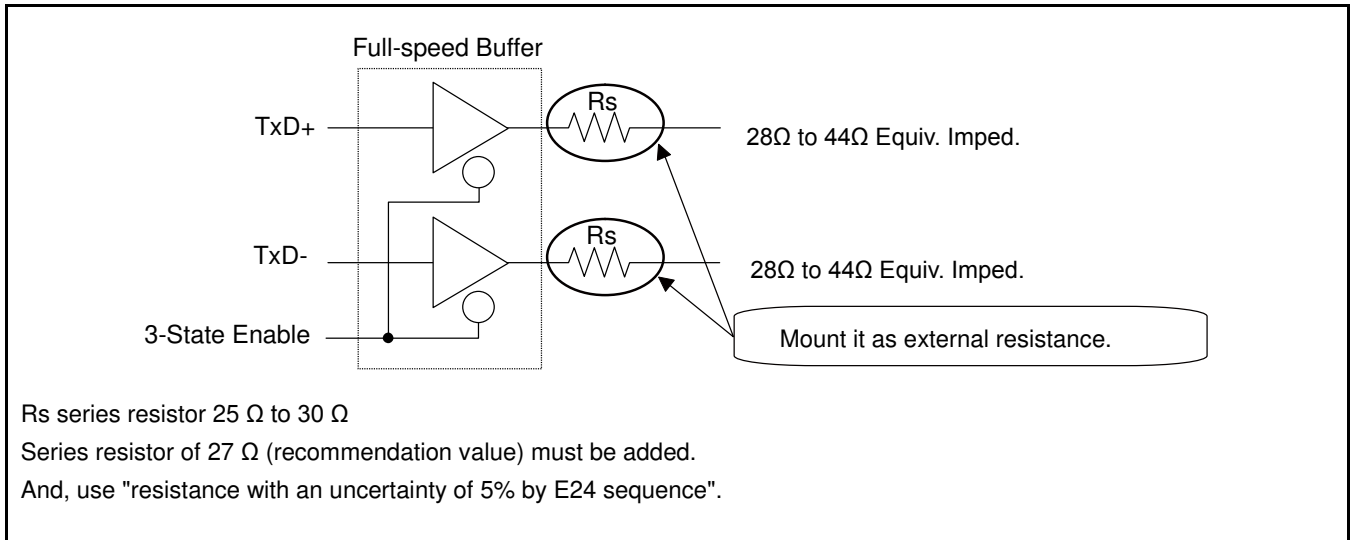 Full-speed Buffer
Rs
TxD+
28Ω to 44Ω Equiv. Imped.
Rs
TxD-
28Ω to 44Ω Equiv. Imped.
3-State Enable
Mount it as external resistance.
Rs series resistor 25 Ω to 30 Ω
Series resistor of 27 Ω (recommendation value) must be added.
And, use "resistance with an uncertainty of 5% by E24 sequence".